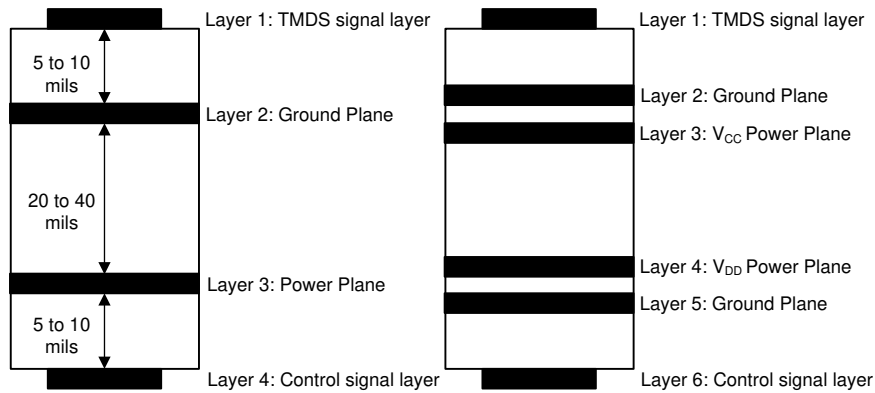 Layer 1: TMDS signal layer
5 to 10
mils
Layer 2: Ground Plane
20 to 40
mils
Layer 3: Power Plane
5 to 10
mils
Layer 4: Control signal layer
Layer 1: TMDS signal layer
Layer 2: Ground Plane
Layer 3: VCC Power Plane
Layer 4: VDD Power Plane
Layer 5: Ground Plane
Layer 6: Control signal layer